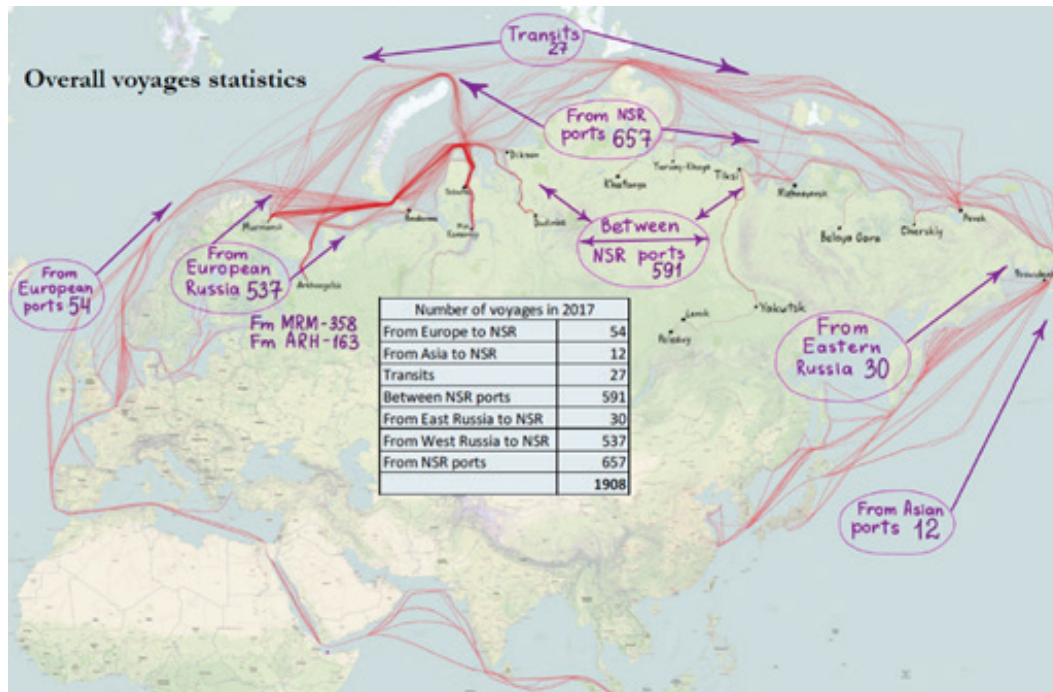 Transits
27
Overall voyages statistics
From NSR
ports 657
Dikson
Khatanga
Tiksi
Murmansk
Dudinka
Pevek
Between
NSR ports
591
Belaya Gora
Cherskiy
From
European
ports 54
From
European
Russia 537
Arkhangelsk
Fm MRM-358
Fm ARH-163
Yakutsk
Lensk
From
Eastern
Russia 30
Number of voyages in 2017
From Europe to NSR 54
From Asia to NSR 12
Transits 27
Between NSR ports 591
From East Russia to NSR 30
From West Russia to NSR 537
From NSR ports 657
1908
From Asian
ports 12